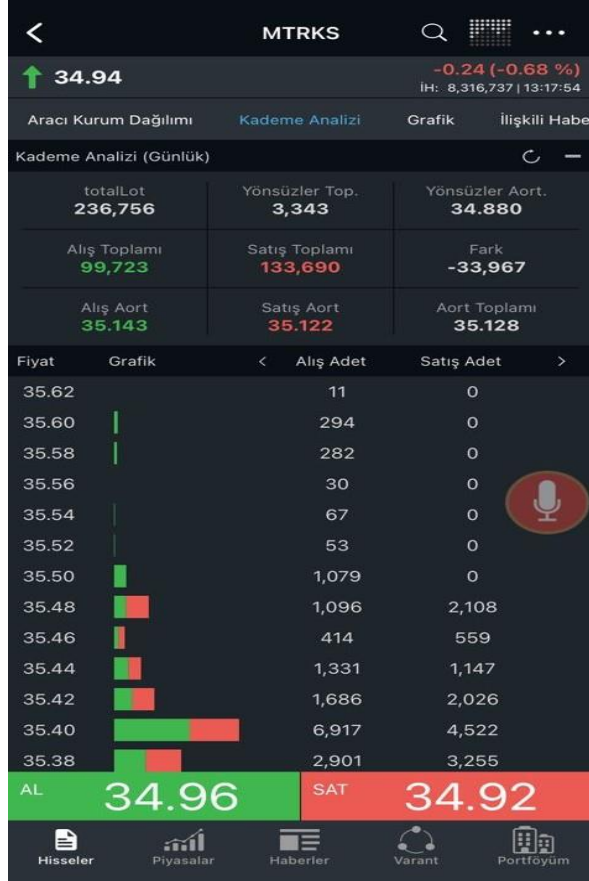 MTRKS
34.94
-0.24 (-0.68 %)
İH: 8,316,737 | 13:17:54
Aracı Kurum Dağılımı Kademe Analizi Grafik İlişkili Habe
Kademe Analizi (Günlük)
totalLot Yönsüzler Top. Yönsüzler Aort.
236,756 3,343 34.880
Alış Toplamı Satış Toplamı Fark
99,723 133,690 -33,967
Alış Aort Satış Aort Aort Toplamı
35.143 35.122 35.128
Fiyat Grafik < Alış Adet Satış Adet >
35.62 11 0
35.60 294 0
35.58 282 0
35.56 30 0
35.54 67 0
35.52 53 0
35.50 1,079 0
35.48 1,096 2,108
35.46 414 559
35.44 1,331 1,147
35.42 1,686 2,026
35.40 6,917 4,522
35.38 2,901 3,255
AL 34.96 SAT 34.92
Hisseler Piyasalar Haberler Varant Portföyüm